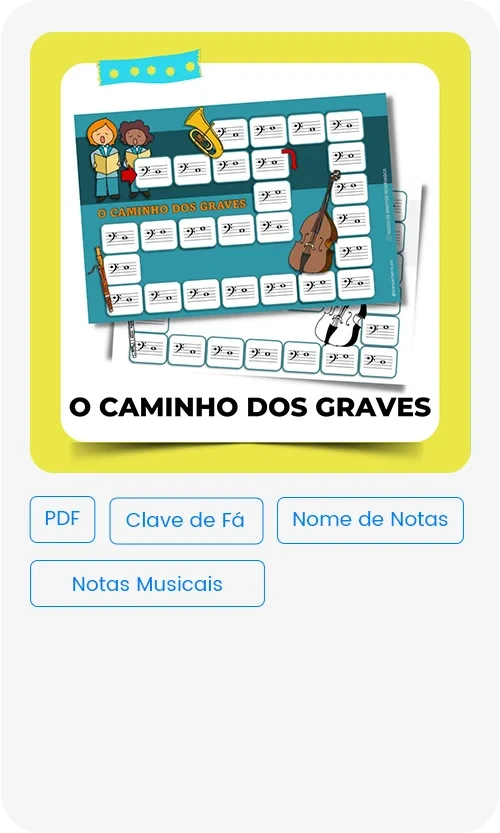 O CAMINHO DOS GRAVES
O CAMINHO DOS GRAVES
PDF
Clave de Fá
Nome de Notas
Notas Musicais